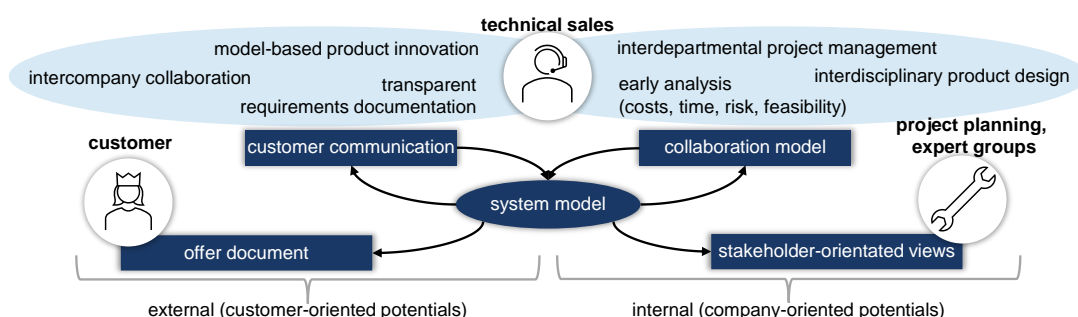 technical sales
model-based product innovation
intercompany collaboration
transparent
requirements documentation
interdepartmental project management
early analysis
(costs, time, risk, feasibility)
interdisciplinary product design
customer
customer communication
collaboration model
project planning,
expert groups
system model
offer document
stakeholder-orientated views
external (customer-oriented potentials)
internal (company-oriented potentials)